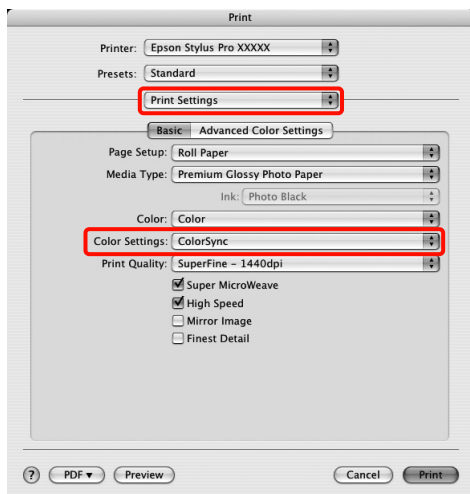 Print
Printer: Epson Stylus Pro XXXXX
Presets: Standard
Print Settings
Basic Advanced Color Settings
Page Setup: Roll Paper
Media Type: Premium Glossy Photo Paper
Ink: Photo Black
Color: Color
Color Settings: ColorSync
Print Quality: SuperFine – 1440dpi
Super MicroWeave
High Speed
Mirror Image
Finest Detail
? PDF Preview Cancel Print